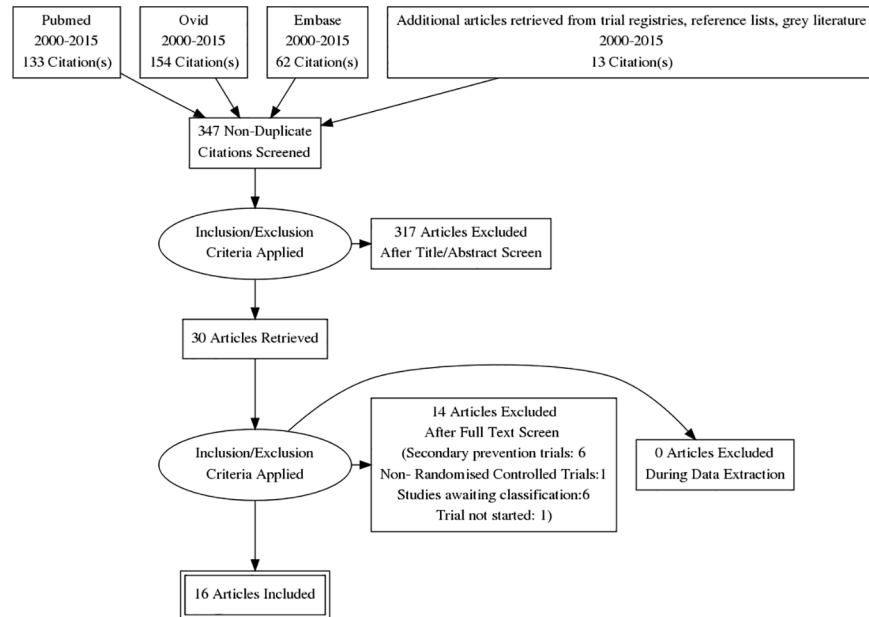 Pubmed
2000-2015
133 Citation(s)
Ovid
2000-2015
154 Citation(s)
Embase
2000-2015
62 Citation(s)
Additional articles retrieved from trial registries, reference lists, grey literature
2000-2015
13 Citation(s)
347 Non-Duplicate
Citations Screened
Inclusion/Exclusion
Criteria Applied
317 Articles Excluded
After Title/Abstract Screen
30 Articles Retrieved
Inclusion/Exclusion
Criteria Applied
14 Articles Excluded
After Full Text Screen
(Secondary prevention trials: 6
Non- Randomised Controlled Trials:1
Studies awaiting classification:6
Trial not started: 1)
0 Articles Excluded
During Data Extraction
16 Articles Included